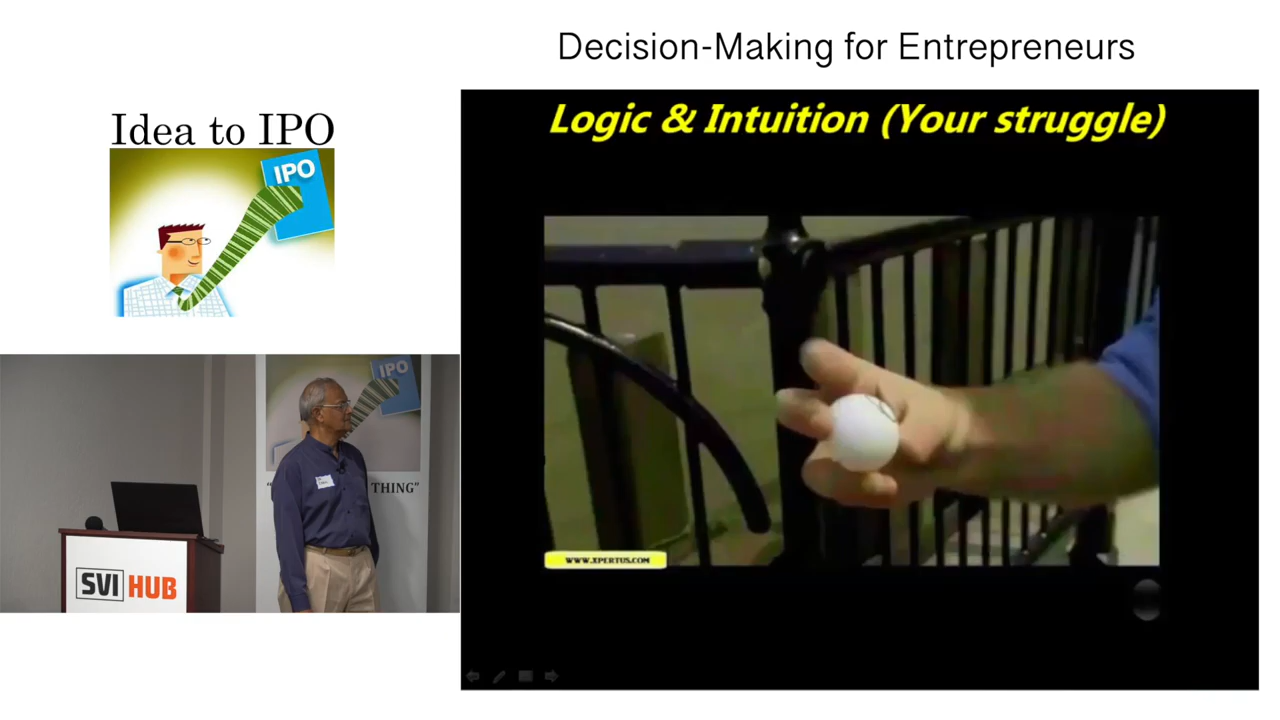 Decision-Making for Entrepreneurs
Idea to IPO
IPO
Logic & Intuition (Your struggle)
WWW.XPERTUS.COM
IPO
THING"
SVI HUB